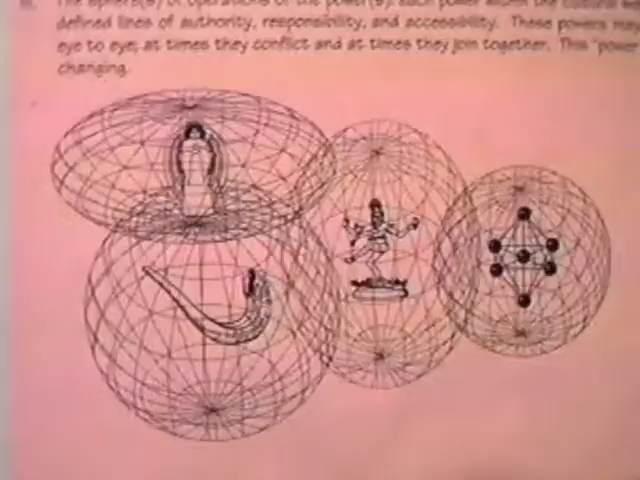 The sphere(s) of operations of the power(s). Each power within the cultural
defined lines of authority, responsibility, and accessibility. These powers may
eye to eye; at times they conflict and at times they join together. This "power
changing.